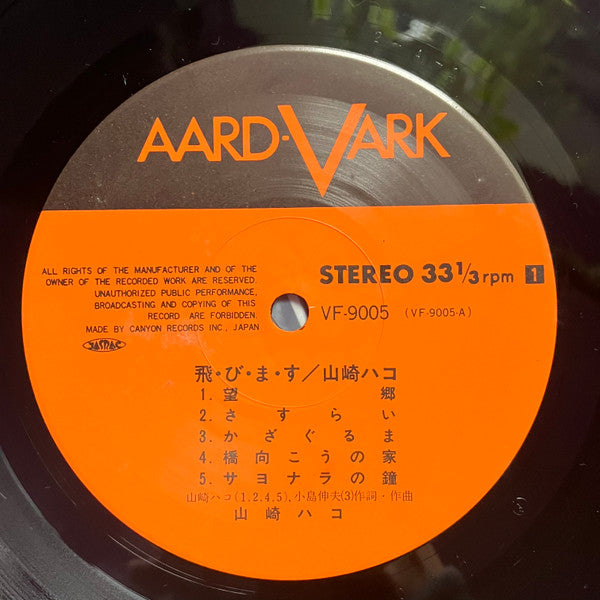 AARD-VARK
ALL RIGHTS OF THE MANUFACTURER AND OF THE
OWNER OF THE RECORDED WORK ARE RESERVED.
UNAUTHORIZED PUBLIC PERFORMANCE,
BROADCASTING AND COPYING OF THIS
RECORD ARE FORBIDDEN.
MADE BY CANYON RECORDS INC., JAPAN
JASRAC
STEREO 33 1/3 rpm 1
VF-9005 (VF-9005-A)
飛・び・ま・す／山崎ハコ
1. 望郷
2. さすらい
3. かざぐるま
4. 橋向こうの家
5. サヨナラの鐘
山崎ハコ(1.2.4.5), 小島伸夫(3)作詞・作曲
山崎ハコ